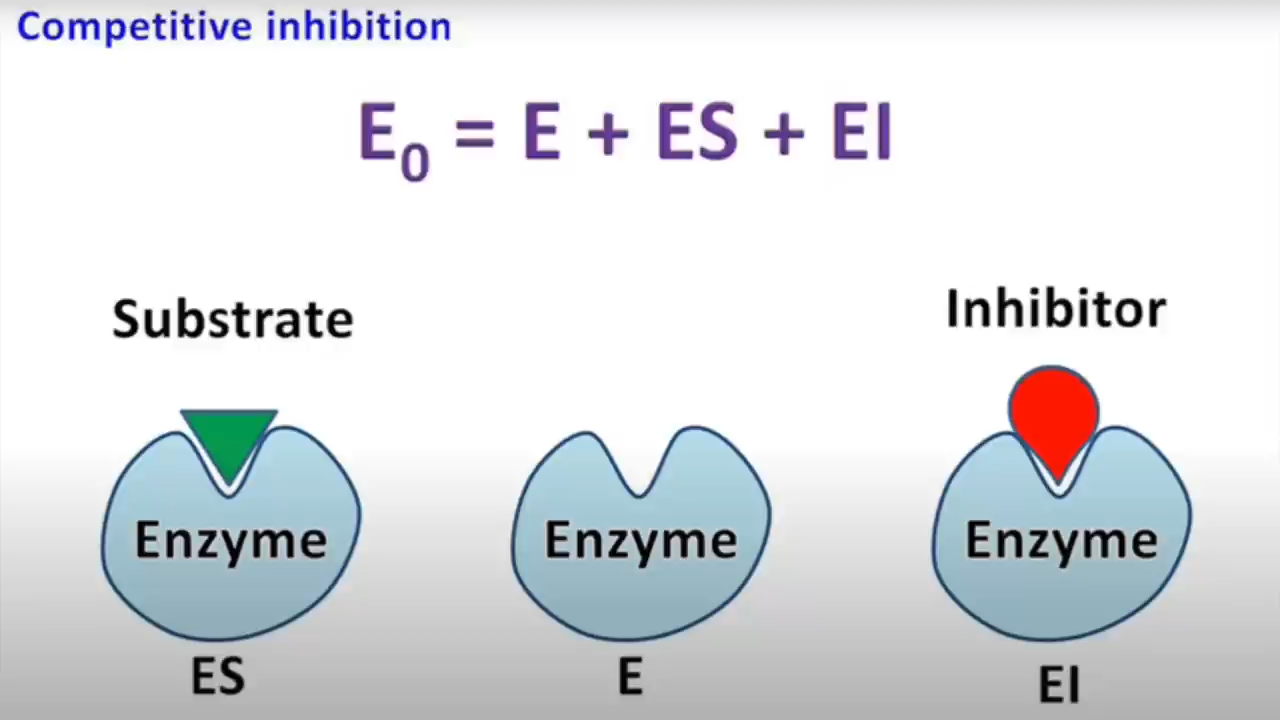 Competitive inhibition
E₀ = E + ES + EI
Substrate
Inhibitor
Enzyme
Enzyme
Enzyme
ES
E
EI